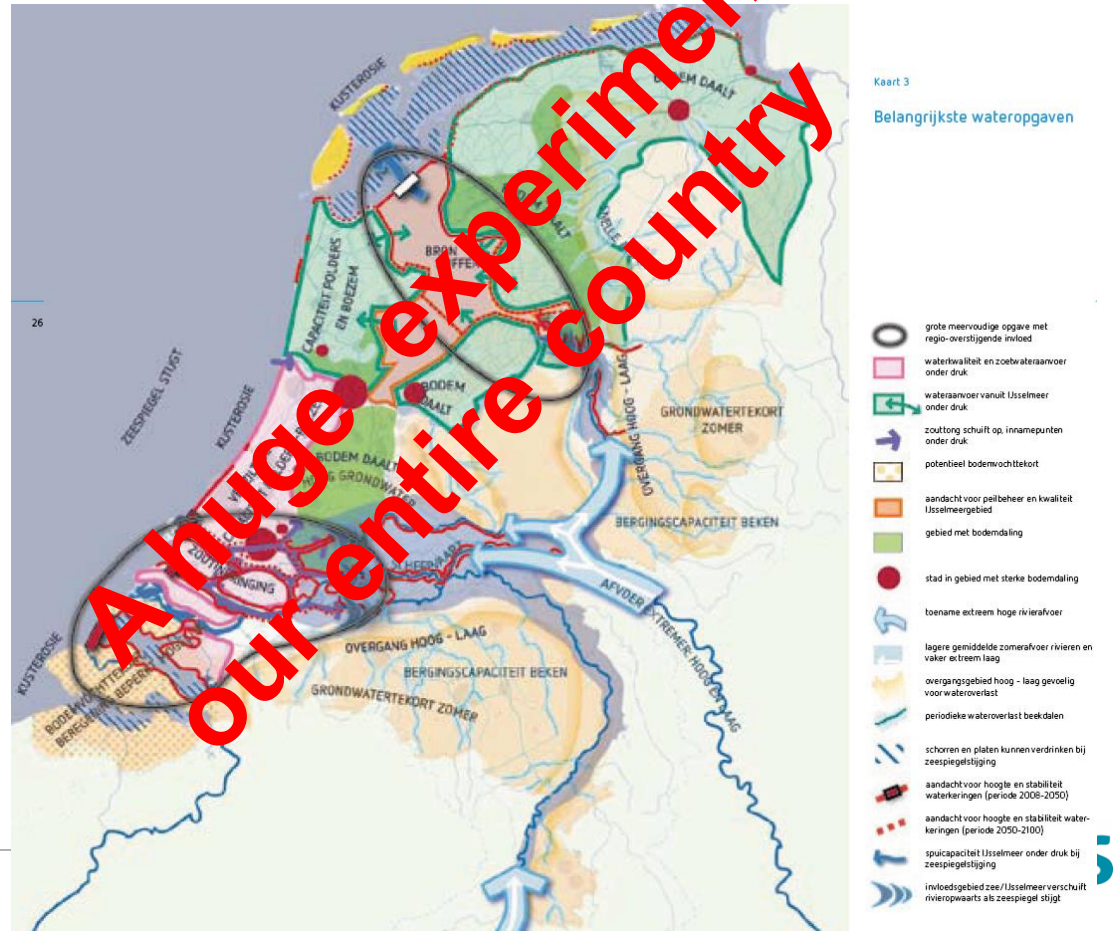 Kaart 3
Belangrijkste wateropgaven
26
A huge experiment
our entire country
KUSTEROSIE
BODEM DAALT
BODEM DAALT
CAPACITEIT POLDERS
EN BOEZEM
BRON
ZEESPIEGEL STIJGT
KUSTEROSIE
BODEM
DAALT
OVERGANG HOOG - LAAG
GRONDWATERTEKORT
ZOMER
BODEM DAALT
GRONDWATER
BERGINGSCAPACITEIT BEKEN
AFVOER EXTREMER: HOOG EN LAAG
KUSTEROSIE
OVERGANG HOOG - LAAG
BERGINGSCAPACITEIT BEKEN
GRONDWATERTEKORT ZOMER
grote meervoudige opgave met
regio-overstijgende invloed
waterkwaliteit en zoetwateraanvoer
onder druk
wateraanvoer vanuit IJsselmeer
onder druk
zouttong schuift op, innamepunten
onder druk
potentieel bodemvochttekort
aandacht voor peilbeheer en kwaliteit
IJsselmeergebied
gebied met bodemdaling
stad in gebied met sterke bodemdaling
toename extreem hoge rivierafvoer
lagere gemiddelde zomerafvoer rivieren en
vaker extreem laag
overgangsgebied hoog - laag gevoelig
voor wateroverlast
periodieke wateroverlast beekdalen
schorren en platen kunnen verdrinken bij
zeespiegelstijging
aandacht voor hoogte en stabiliteit
waterkeringen (periode 2008-2050)
aandacht voor hoogte en stabiliteit water-
keringen (periode 2050-2100)
spuicapaciteit IJsselmeer onder druk bij
zeespiegelstijging
invloedsgebied zee/IJsselmeer verschuift
rivieropwaarts als zeespiegel stijgt